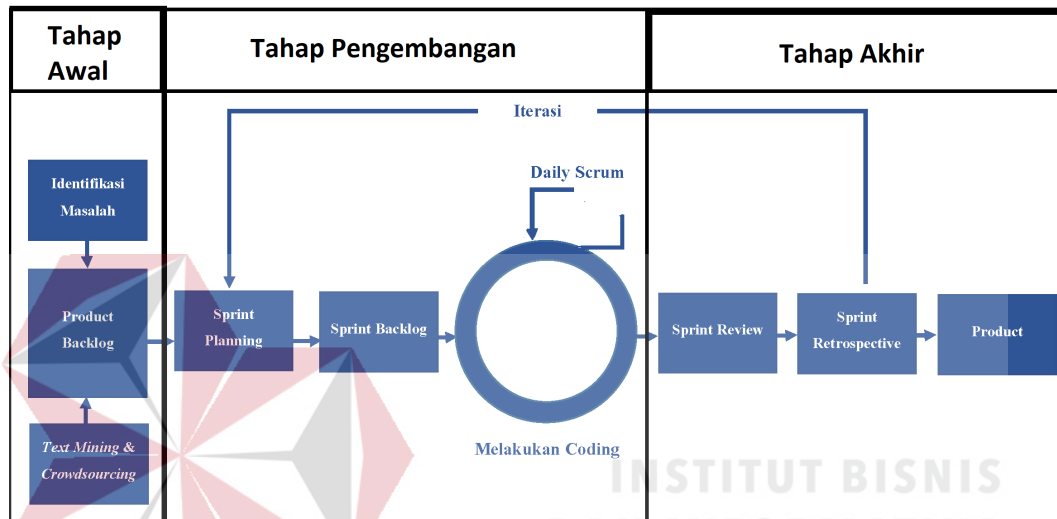 Tahap
Awal
Tahap Pengembangan
Tahap Akhir
Iterasi
Daily Scrum
Identifikasi
Masalah
Product
Backlog
Text Mining &
Crowdsourcing
Sprint
Planning
Sprint Backlog
Melakukan Coding
Sprint Review
Sprint
Retrospective
Product
INSTITUT BISNIS